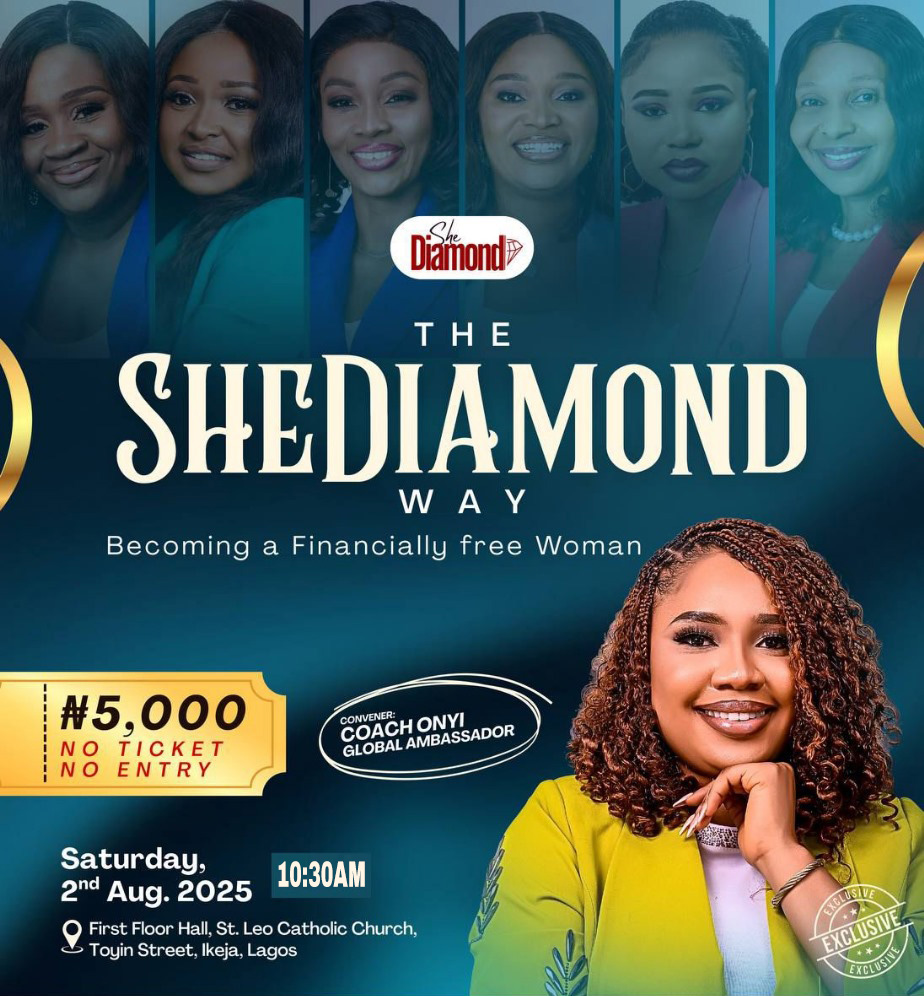 She
Diamond
THE
SHEDIAMOND
WAY
Becoming a Financially free Woman
₦5,000
NO TICKET
NO ENTRY
CONVENER:
COACH ONYI
GLOBAL AMBASSADOR
Saturday,
2nd Aug. 2025
10:30AM
First Floor Hall, St. Leo Catholic Church,
Toyin Street, Ikeja, Lagos
EXCLUSIVE
EXCLUSIVE
EXCLUSIVE